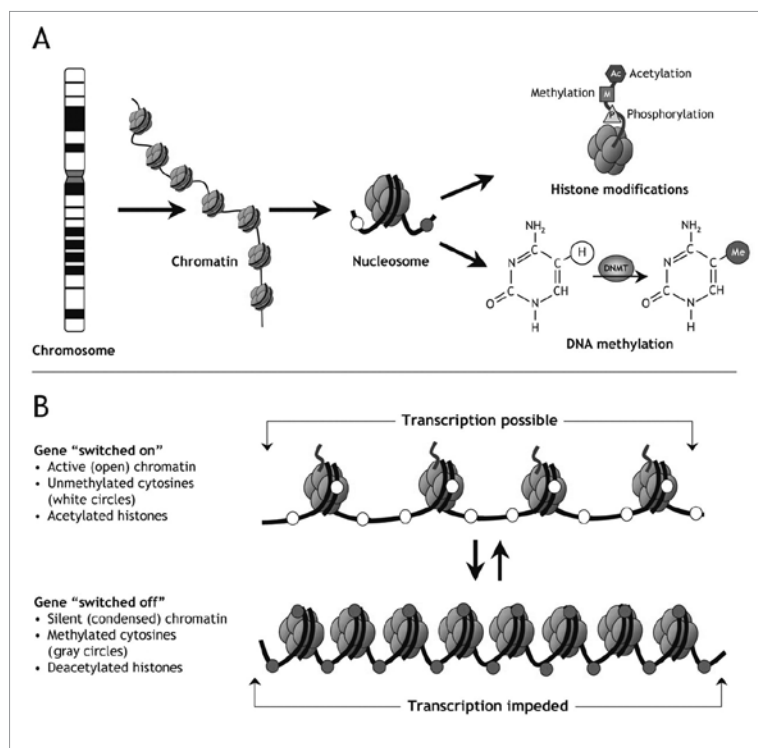 A
Ac
Acetylation
Methylation
M
P
Phosphorylation
Histone modifications
Chromosome
Chromatin
Nucleosome
NH₂
C
N
C
H
C
CH
O
N
H
DNMT
NH₂
C
N
C
Me
C
CH
O
N
H
DNA methylation
B
Transcription possible
Gene “switched on”
• Active (open) chromatin
• Unmethylated cytosines
(white circles)
• Acetylated histones
Gene “switched off”
• Silent (condensed) chromatin
• Methylated cytosines
(gray circles)
• Deacetylated histones
Transcription impeded